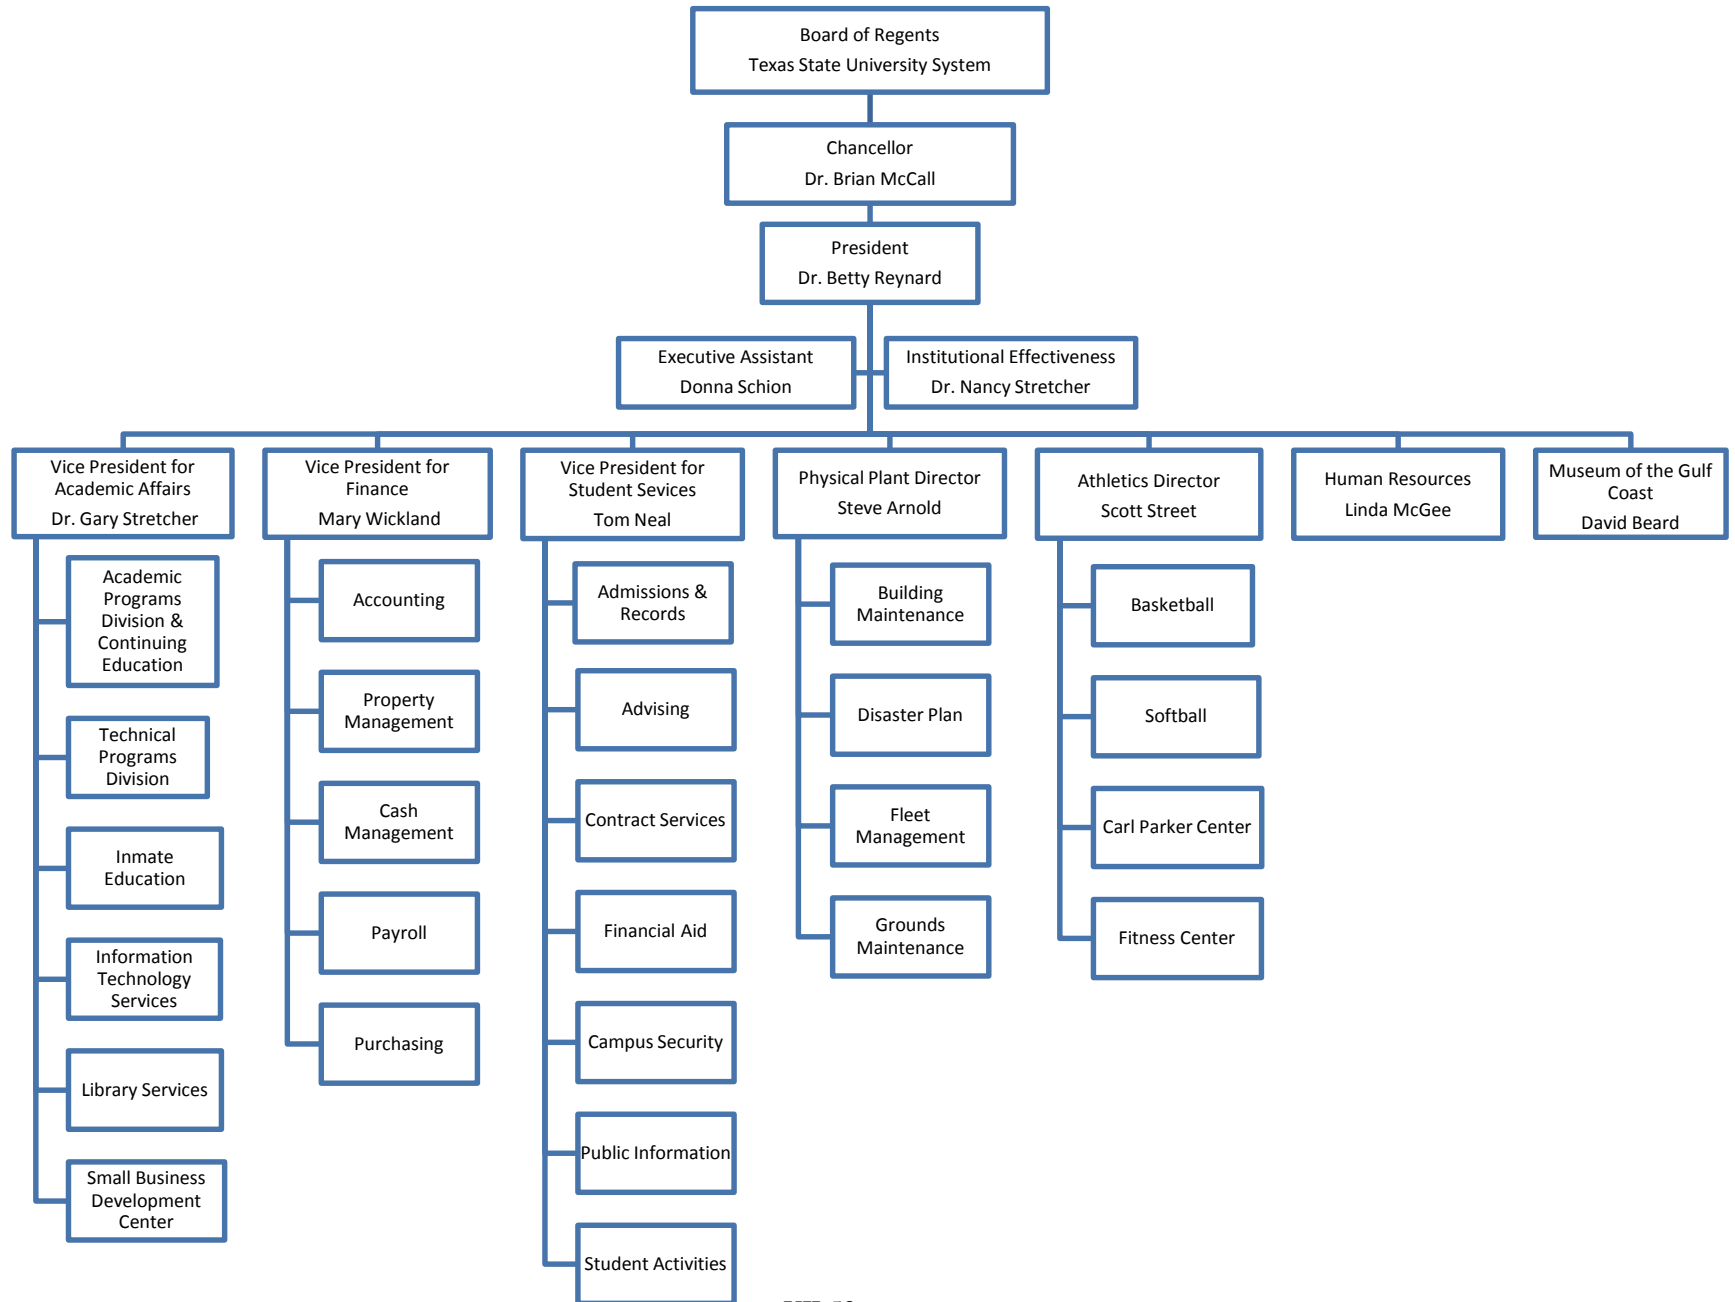 Board of Regents
Texas State University System
Chancellor
Dr. Brian McCall
President
Dr. Betty Reynard
Executive Assistant
Donna Schion
Institutional Effectiveness
Dr. Nancy Stretcher
Vice President for
Academic Affairs
Dr. Gary Stretcher
Vice President for
Finance
Mary Wickland
Vice President for
Student Sevices
Tom Neal
Physical Plant Director
Steve Arnold
Athletics Director
Scott Street
Human Resources
Linda McGee
Museum of the Gulf
Coast
David Beard
Academic
Programs
Division &
Continuing
Education
Technical
Programs
Division
Inmate
Education
Information
Technology
Services
Library Services
Small Business
Development
Center
Accounting
Property
Management
Cash
Management
Payroll
Purchasing
Admissions &
Records
Advising
Contract Services
Financial Aid
Campus Security
Public Information
Student Activities
Building
Maintenance
Disaster Plan
Fleet
Management
Grounds
Maintenance
Basketball
Softball
Carl Parker Center
Fitness Center